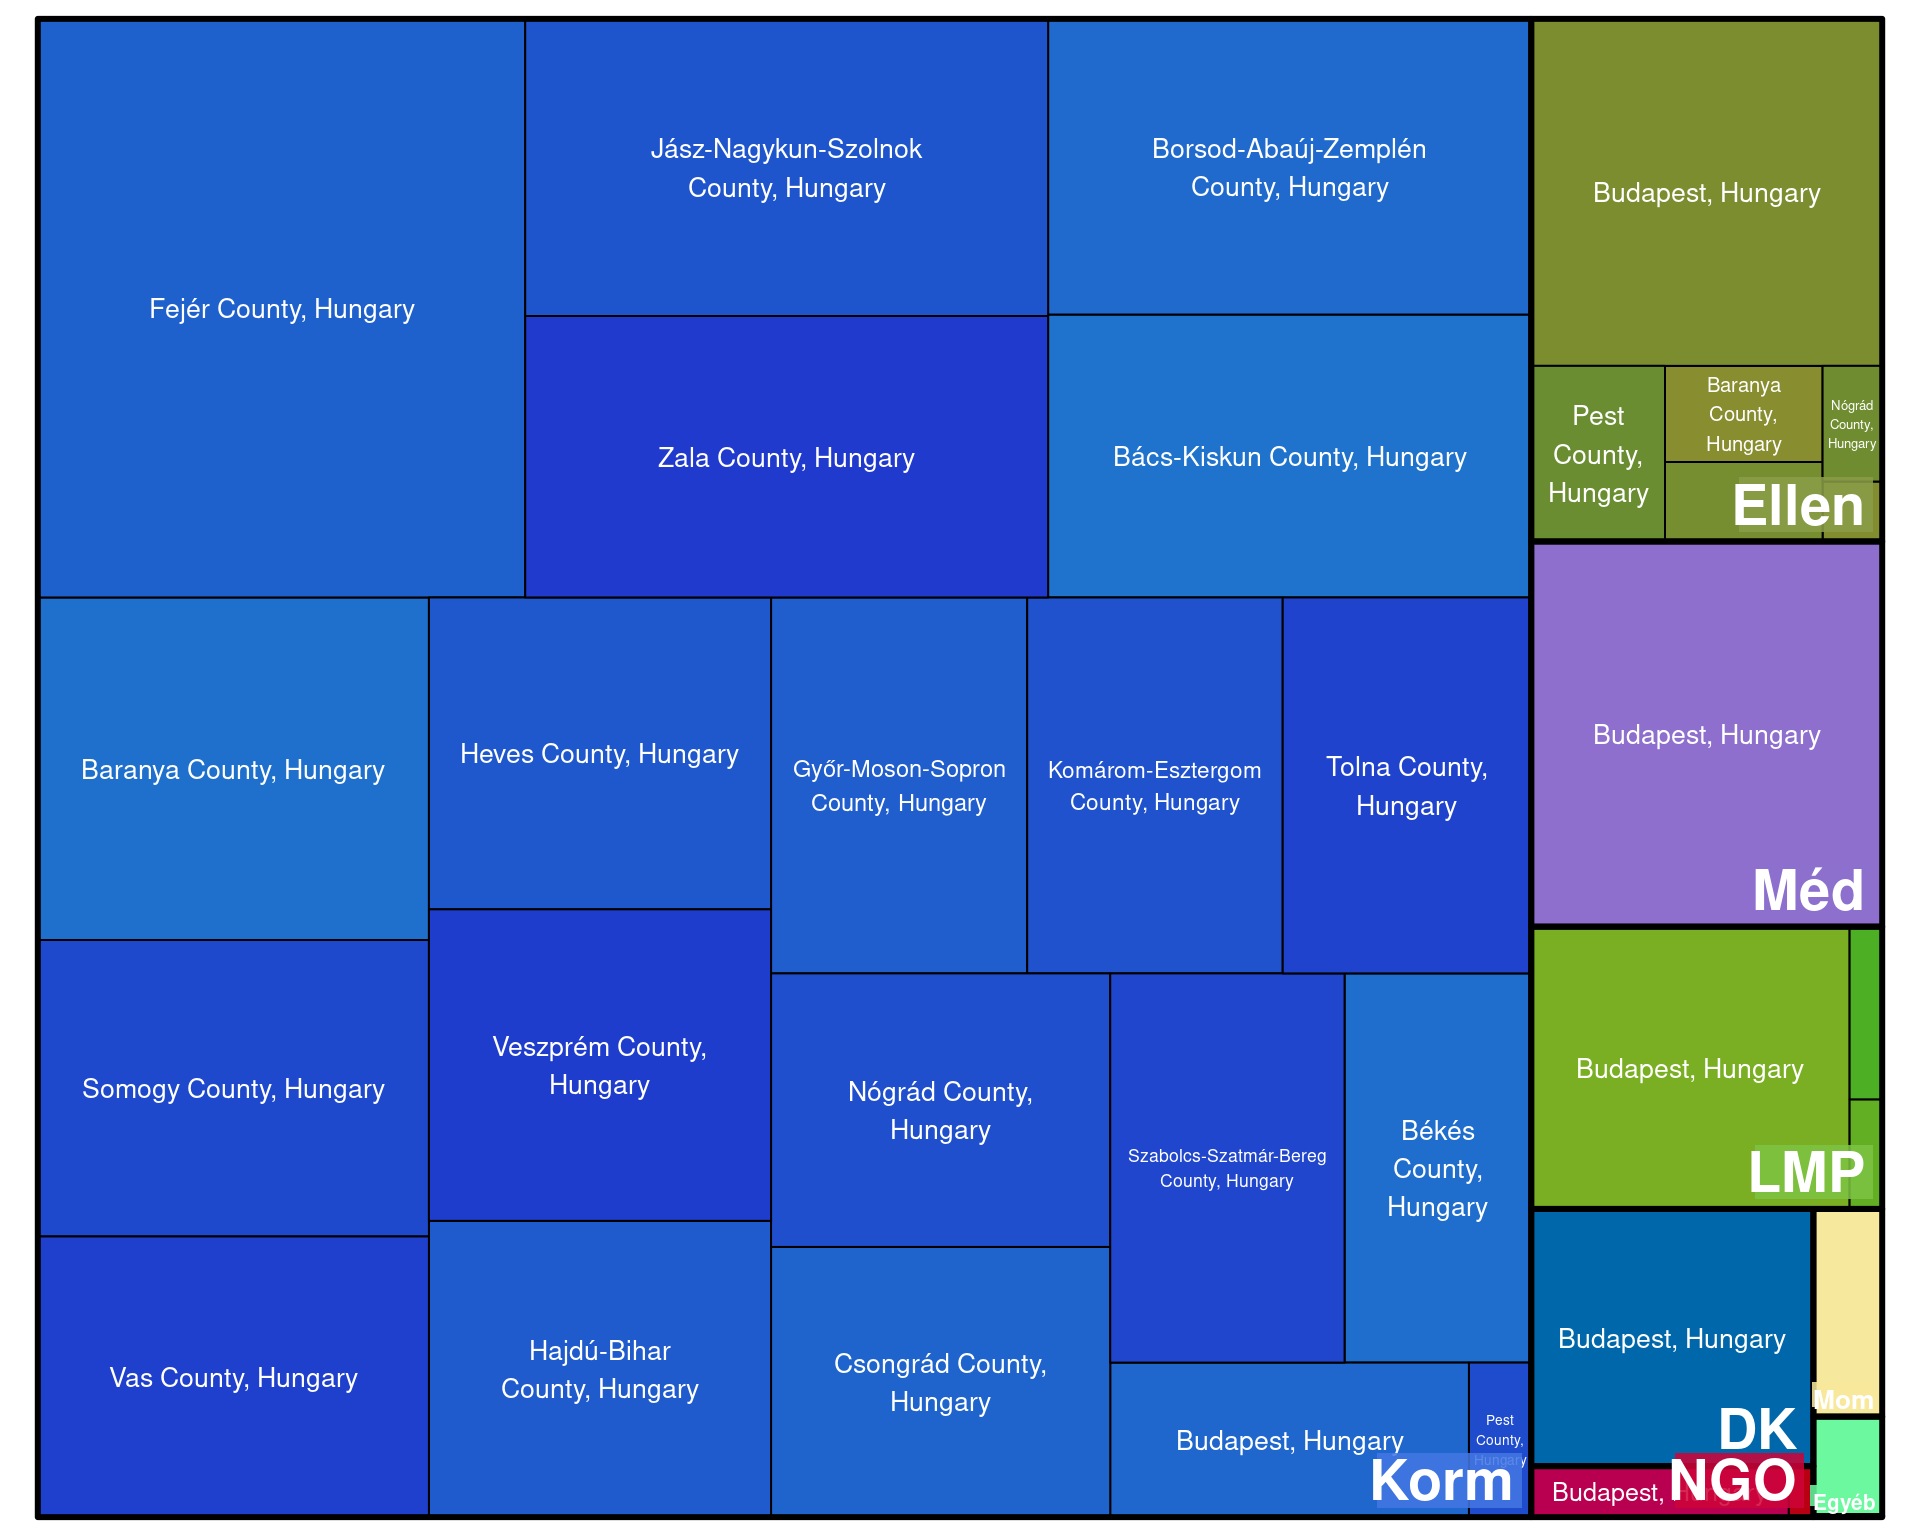 Fejér County, Hungary
Jász-Nagykun-Szolnok
County, Hungary
Borsod-Abaúj-Zemplén
County, Hungary
Zala County, Hungary
Bács-Kiskun County, Hungary
Baranya County, Hungary
Heves County, Hungary
Győr-Moson-Sopron
County, Hungary
Komárom-Esztergom
County, Hungary
Tolna County,
Hungary
Somogy County, Hungary
Veszprém County,
Hungary
Nógrád County,
Hungary
Szabolcs-Szatmár-Bereg
County, Hungary
Békés
County,
Hungary
Vas County, Hungary
Hajdú-Bihar
County, Hungary
Csongrád County,
Hungary
Budapest, Hungary
Pest
County,
Hungary
Korm
Budapest, Hungary
Pest
County,
Hungary
Baranya
County,
Hungary
Nógrád
County,
Hungary
Ellen
Budapest, Hungary
Méd
Budapest, Hungary
LMP
Budapest, Hungary
DK
Mom
Budapest, Hungary
NGO
Egyéb